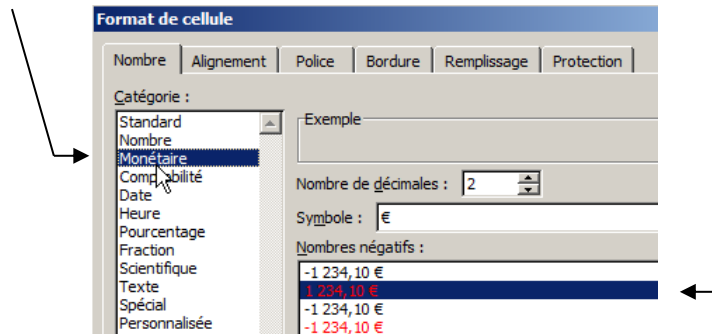 Format de cellule
Nombre Alignement Police Bordure Remplissage Protection
Catégorie :
Standard
Nombre
Monétaire
Comptabilité
Date
Heure
Pourcentage
Fraction
Scientifique
Texte
Spécial
Personnalisée
Exemple
Nombre de décimales : 2
Symbole : €
Nombres négatifs :
-1 234,10 €
1 234,10 €
-1 234,10 €
-1 234,10 €